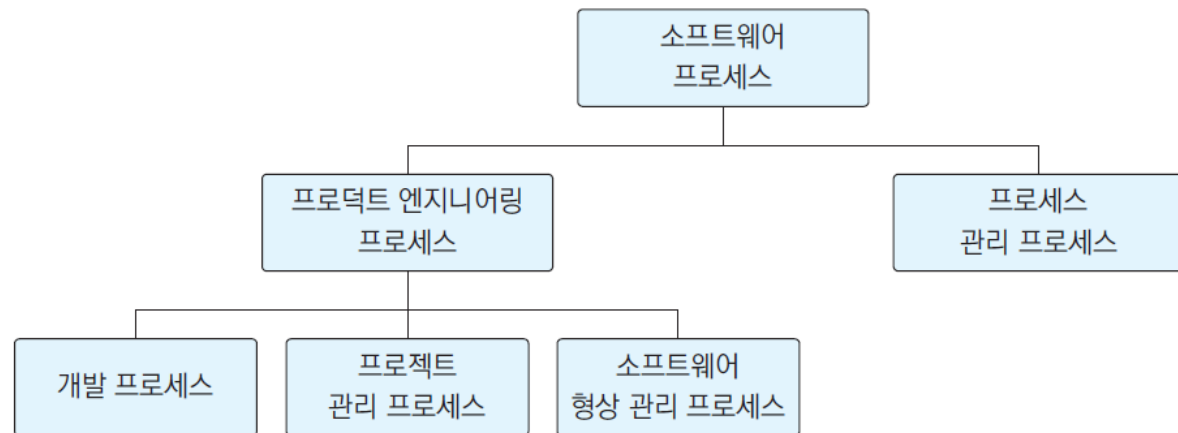 소프트웨어
프로세스
프로덕트 엔지니어링
프로세스
프로세스
관리 프로세스
개발 프로세스
프로젝트
관리 프로세스
소프트웨어
형상 관리 프로세스